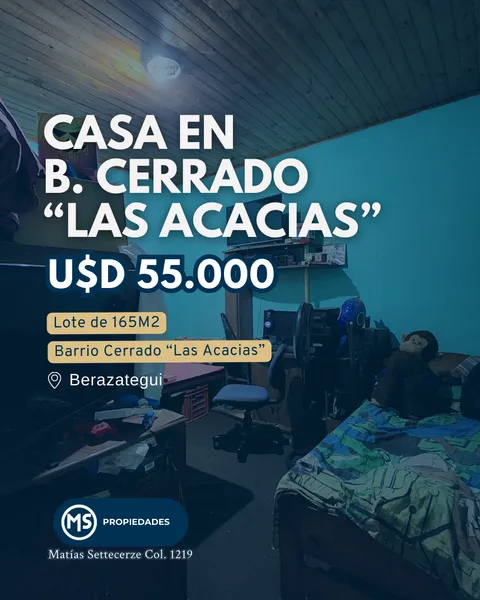 CASA EN
B. CERRADO
“LAS ACACIAS”
U$D 55.000
Lote de 165M2
Barrio Cerrado “Las Acacias”
Berazategui
MS PROPIEDADES
Matías Settecerze Col. 1219